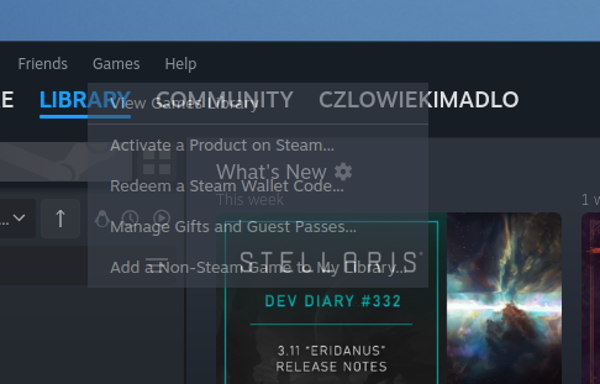 Friends Games Help
E LIBRARY COMMUNITY CZLOWIEKIMADLO
View Games Library
Activate a Product on Steam...
What's New
Redeem a Steam Wallet Code...
This week 1 w
...
Manage Gifts and Guest Passes...
STELLARIS
Add a Non-Steam Game to My Library...
DEV DIARY #332
3.11 "ERIDANUS"
RELEASE NOTES